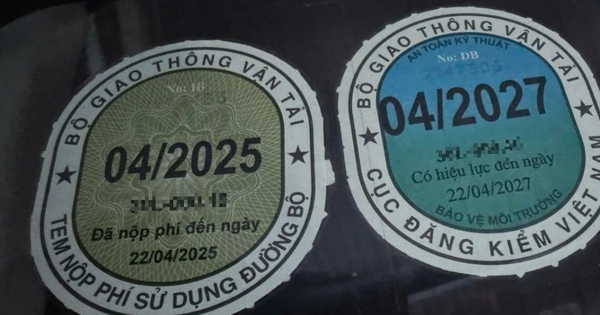 BỘ GIAO THÔNG VẬN TẢI
No: IB
04/2025
Đã nộp phí đến ngày
22/04/2025
TEM NỘP PHÍ SỬ DỤNG ĐƯỜNG BỘ
BỘ GIAO THÔNG VẬN TẢI
AN TOÀN KỸ THUẬT
No: DB
04/2027
Có hiệu lực đến ngày
22/04/2027
BẢO VỆ MÔI TRƯỜNG
CỤC ĐĂNG KIỂM VIỆT NAM